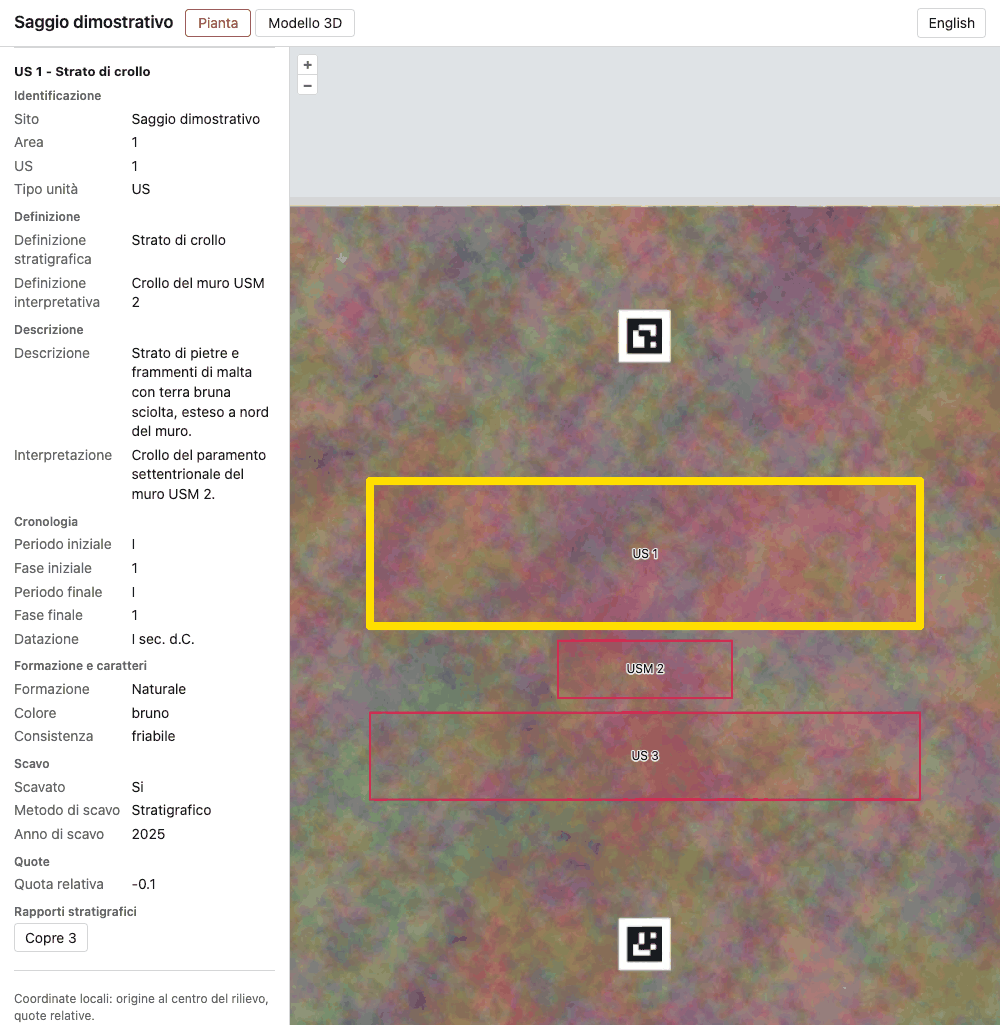 Saggio dimostrativo
Pianta
Modello 3D
English
US 1 - Strato di crollo
Identificazione
Sito Saggio dimostrativo
Area 1
US 1
Tipo unità US
Definizione
Definizione stratigrafica Strato di crollo
Definizione interpretativa Crollo del muro USM 2
Descrizione
Descrizione Strato di pietre e
frammenti di malta
con terra bruna
sciolta, esteso a nord
del muro.
Interpretazione Crollo del paramento
settentrionale del
muro USM 2.
Cronologia
Periodo iniziale I
Fase iniziale 1
Periodo finale I
Fase finale 1
Datazione I sec. d.C.
Formazione e caratteri
Formazione Naturale
Colore bruno
Consistenza friabile
Scavo
Scavato Si
Metodo di scavo Stratigrafico
Anno di scavo 2025
Quote
Quota relativa -0.1
Rapporti stratigrafici
Copre 3
Coordinate locali: origine al centro del rilievo,
quote relative.
+
−
US 1
USM 2
US 3